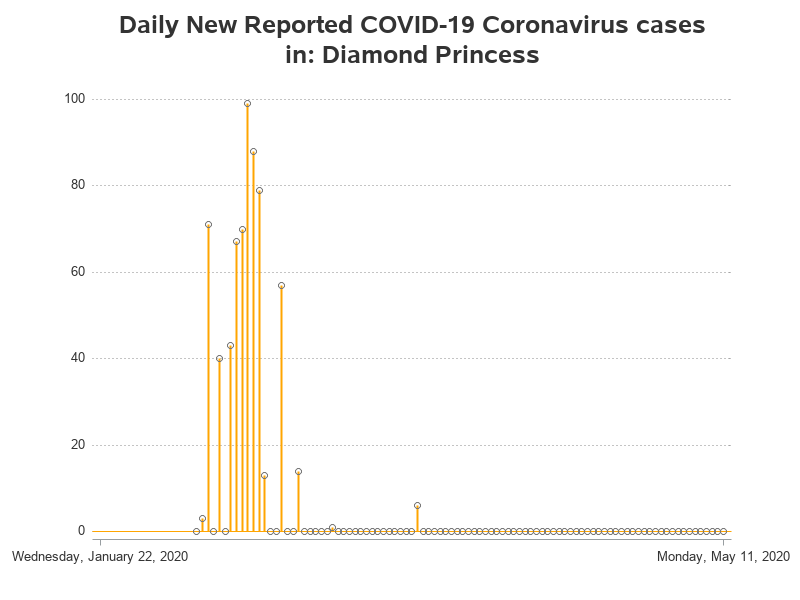 Daily New Reported COVID-19 Coronavirus cases
in: Diamond Princess
100
80
60
40
20
0
Wednesday, January 22, 2020 Monday, May 11, 2020